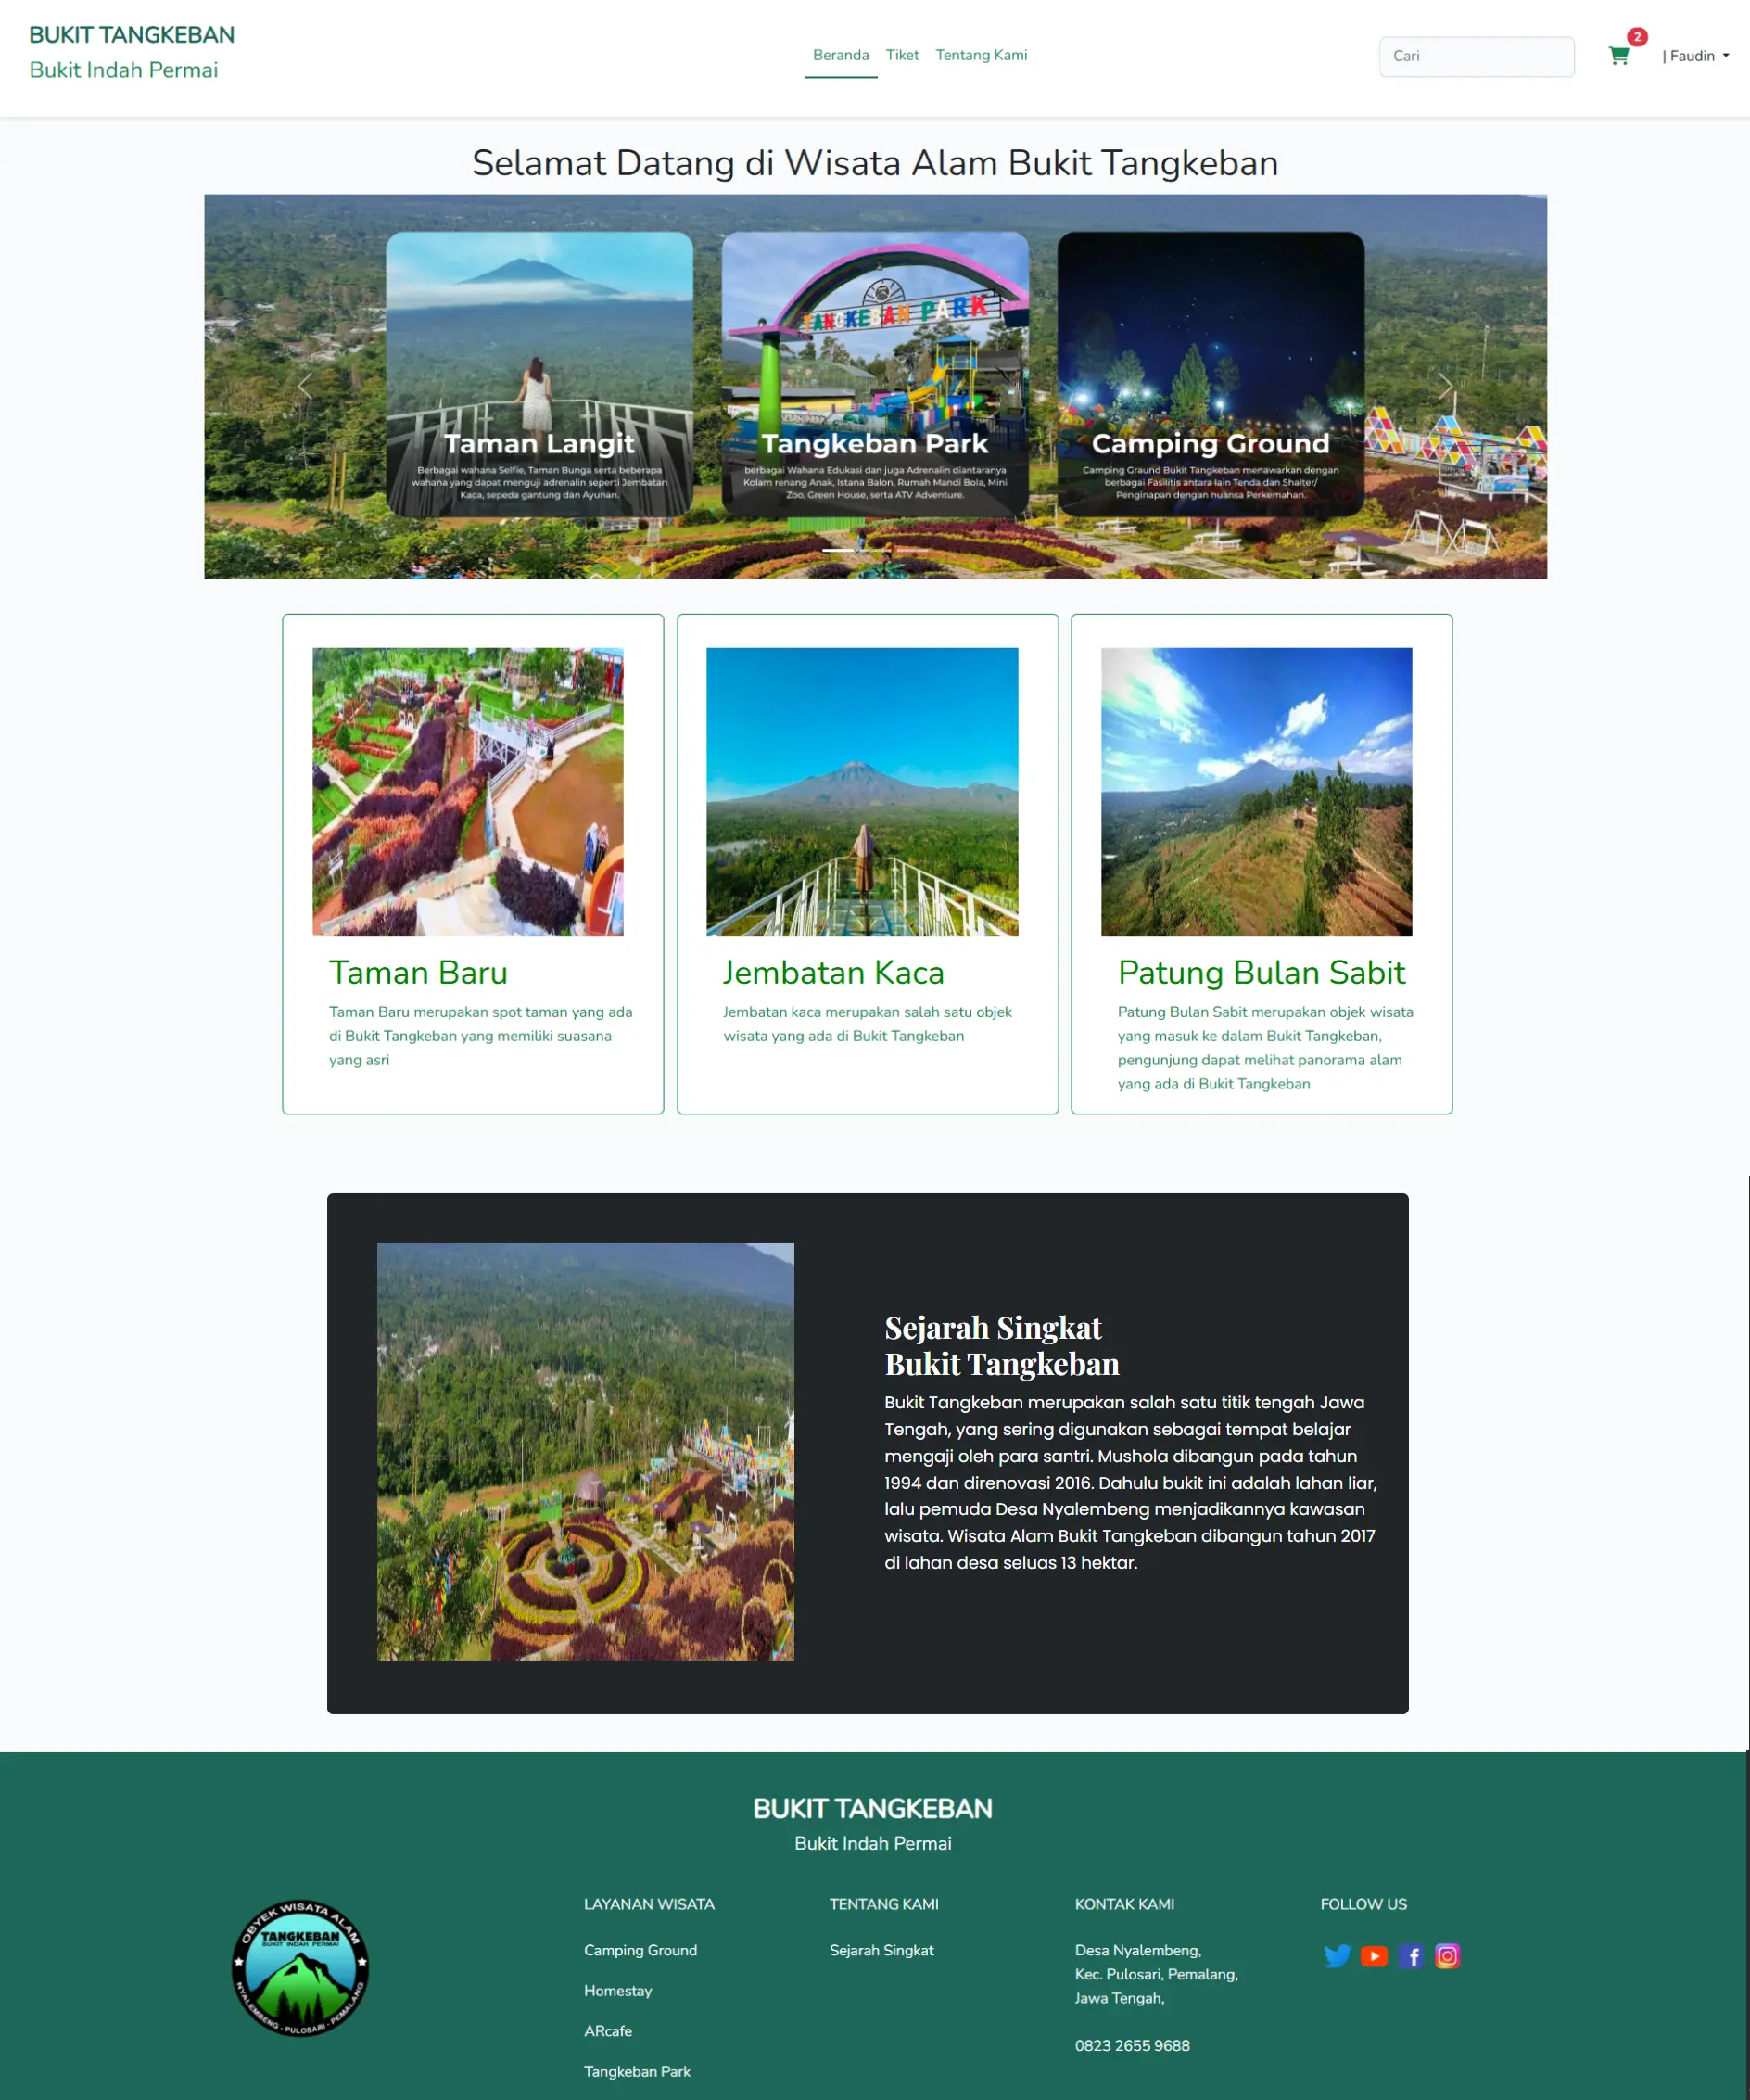 BUKIT TANGKEBAN
Bukit Indah Permai
Beranda Tiket Tentang Kami
Cari
2
| Faudin
Selamat Datang di Wisata Alam Bukit Tangkeban
TANGKEBAN PARK
Taman Langit
Berbagai wahana Selfie, Taman Bunga serta beberapa
wahana yang dapat menguji adrenalin seperti Jembatan
Kaca, sepeda gantung dan Ayunan.
Tangkeban Park
berbagai Wahana Edukasi dan juga Adrenalin diantaranya
Kolam renang Anak, Istana Balon, Rumah Mandi Bola, Mini
Zoo, Green House, serta ATV Adventure.
Camping Ground
Camping Graund Bukit Tangkeban menawarkan dengan
berbagai Fasilitis antara lain Tenda dan Shalter/
Penginapan dengan nuansa Perkemahan.
Taman Baru
Taman Baru merupakan spot taman yang ada
di Bukit Tangkeban yang memiliki suasana
yang asri
Jembatan Kaca
Jembatan kaca merupakan salah satu objek
wisata yang ada di Bukit Tangkeban
Patung Bulan Sabit
Patung Bulan Sabit merupakan objek wisata
yang masuk ke dalam Bukit Tangkeban,
pengunjung dapat melihat panorama alam
yang ada di Bukit Tangkeban
Sejarah Singkat
Bukit Tangkeban
Bukit Tangkeban merupakan salah satu titik tengah Jawa
Tengah, yang sering digunakan sebagai tempat belajar
mengaji oleh para santri. Mushola dibangun pada tahun
1994 dan direnovasi 2016. Dahulu bukit ini adalah lahan liar,
lalu pemuda Desa Nyalembeng menjadikannya kawasan
wisata. Wisata Alam Bukit Tangkeban dibangun tahun 2017
di lahan desa seluas 13 hektar.
BUKIT TANGKEBAN
Bukit Indah Permai
OBYEK WISATA ALAM
TANGKEBAN
BUKIT INDAH PERMAI
NYALEMBENG - PULOSARI - PEMALANG
LAYANAN WISATA
Camping Ground
Homestay
ARcafe
Tangkeban Park
TENTANG KAMI
Sejarah Singkat
KONTAK KAMI
Desa Nyalembeng,
Kec. Pulosari, Pemalang,
Jawa Tengah,
0823 2655 9688
FOLLOW US